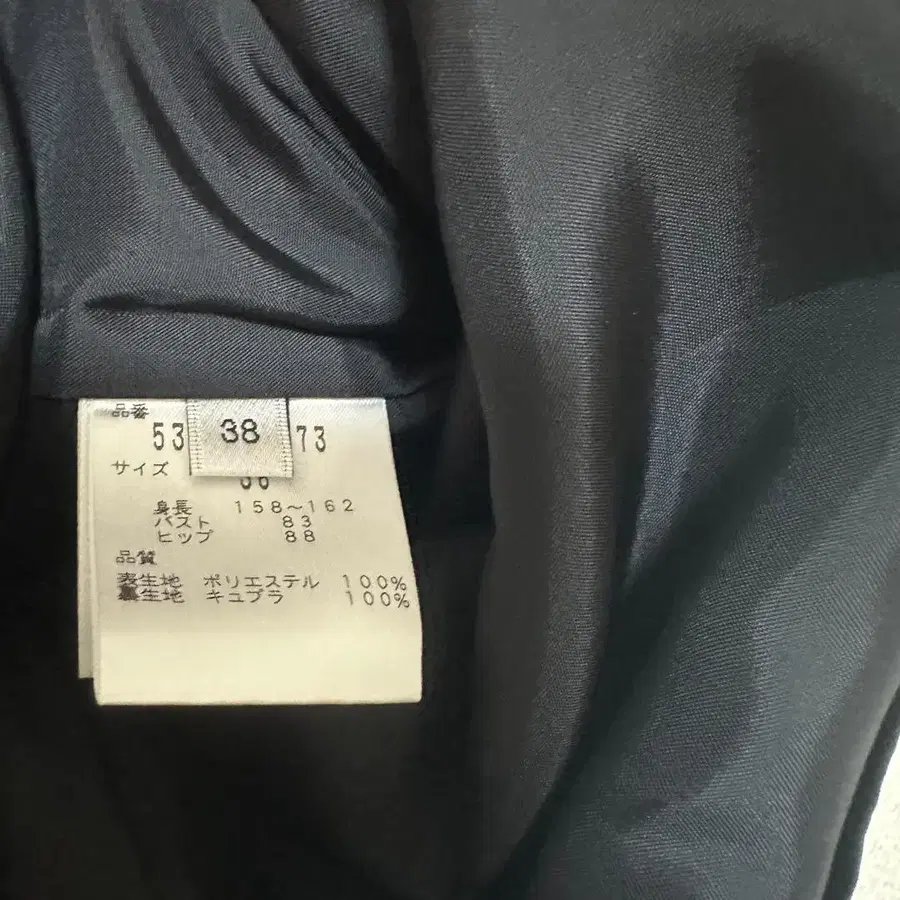 品番
53 38 73
サイズ
身長 158~162
バスト 83
ヒップ 88
品質
表生地 ポリエステル 100%
裏生地 キュプラ 100%